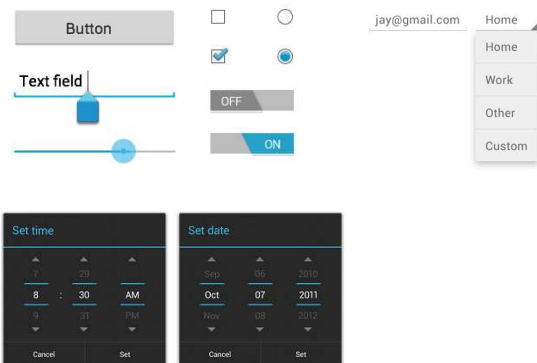 Button
Text field
OFF
ON
jay@gmail.com Home
Home
Work
Other
Custom
Set time
7 29
8 : 30 AM
9 31 PM
Cancel Set
Set date
Sep 06 2010
Oct 07 2011
Nov 08 2012
Cancel Set